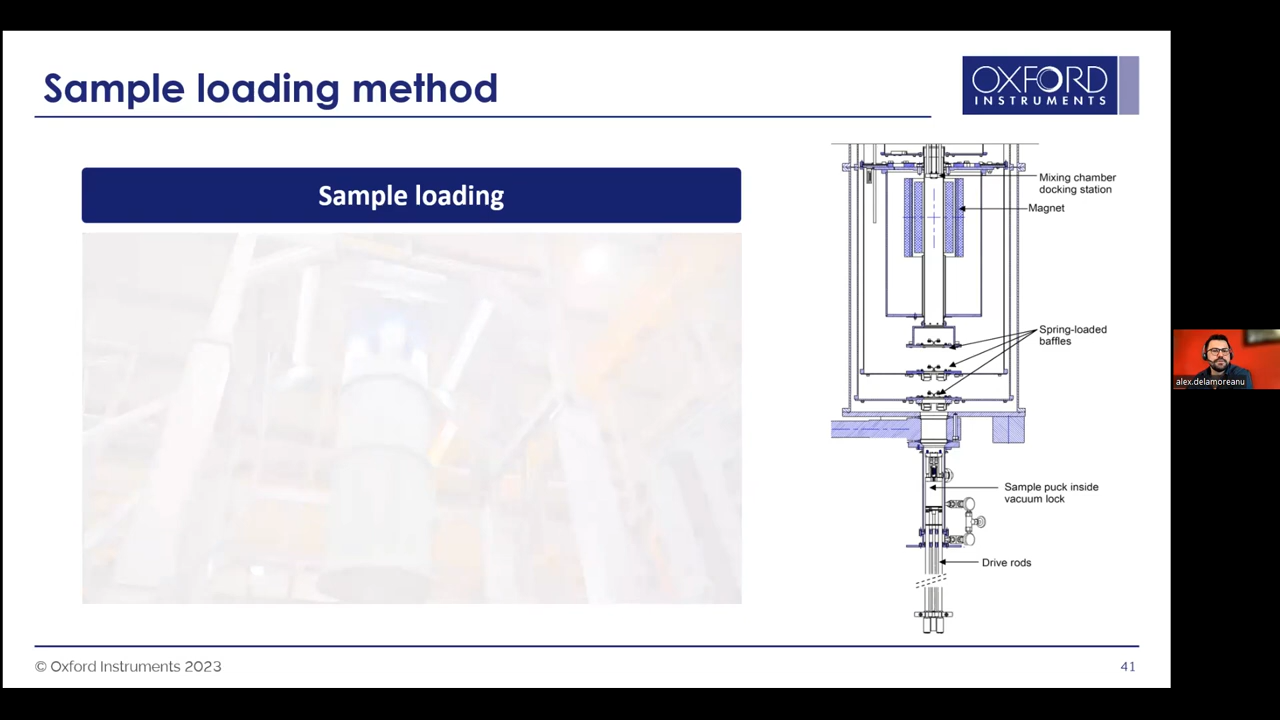 Sample loading method
OXFORD
INSTRUMENTS
Sample loading
Mixing chamber
docking station
Magnet
Spring-loaded
baffles
Sample puck inside
vacuum lock
Drive rods
alex.delamoreanu
© Oxford Instruments 2023
41